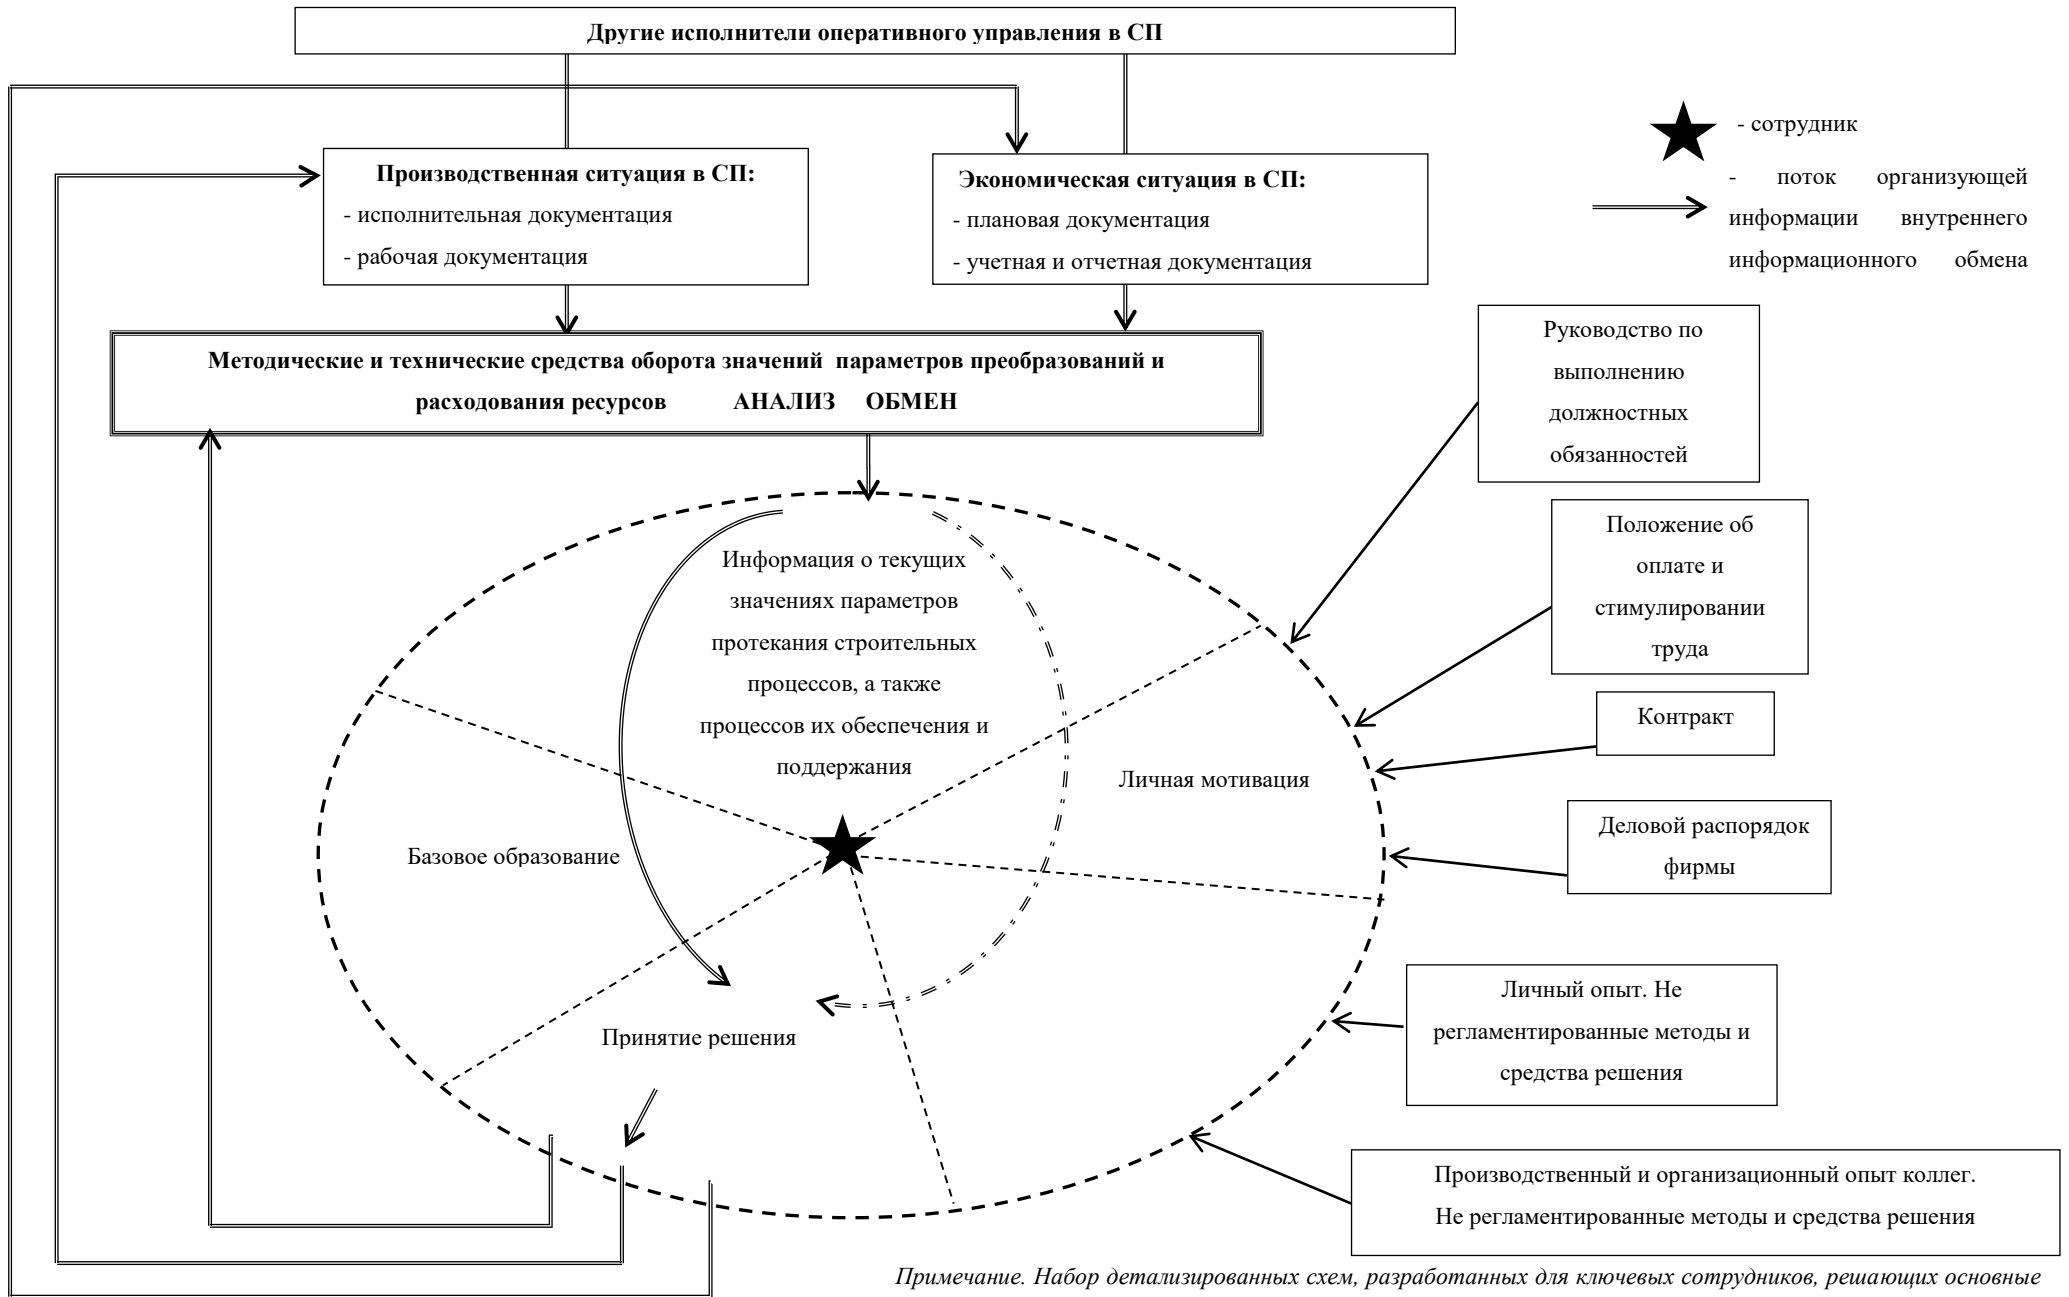 Другие исполнители оперативного управления в СП
- сотрудник
- поток организующей
информации внутреннего
информационного обмена
Производственная ситуация в СП:
- исполнительная документация
- рабочая документация
Экономическая ситуация в СП:
- плановая документация
- учетная и отчетная документация
Методические и технические средства оборота значений параметров преобразований и
расходования ресурсов АНАЛИЗ ОБМЕН
Руководство по
выполнению
должностных
обязанностей
Положение об
оплате и
стимулировании
труда
Контракт
Деловой распорядок
фирмы
Информация о текущих
значениях параметров
протекания строительных
процессов, а также
процессов их обеспечения и
поддержания
Личная мотивация
Базовое образование
Принятие решения
Личный опыт. Не
регламентированные методы и
средства решения
Производственный и организационный опыт коллег.
Не регламентированные методы и средства решения
Примечание. Набор детализированных схем, разработанных для ключевых сотрудников, решающих основные